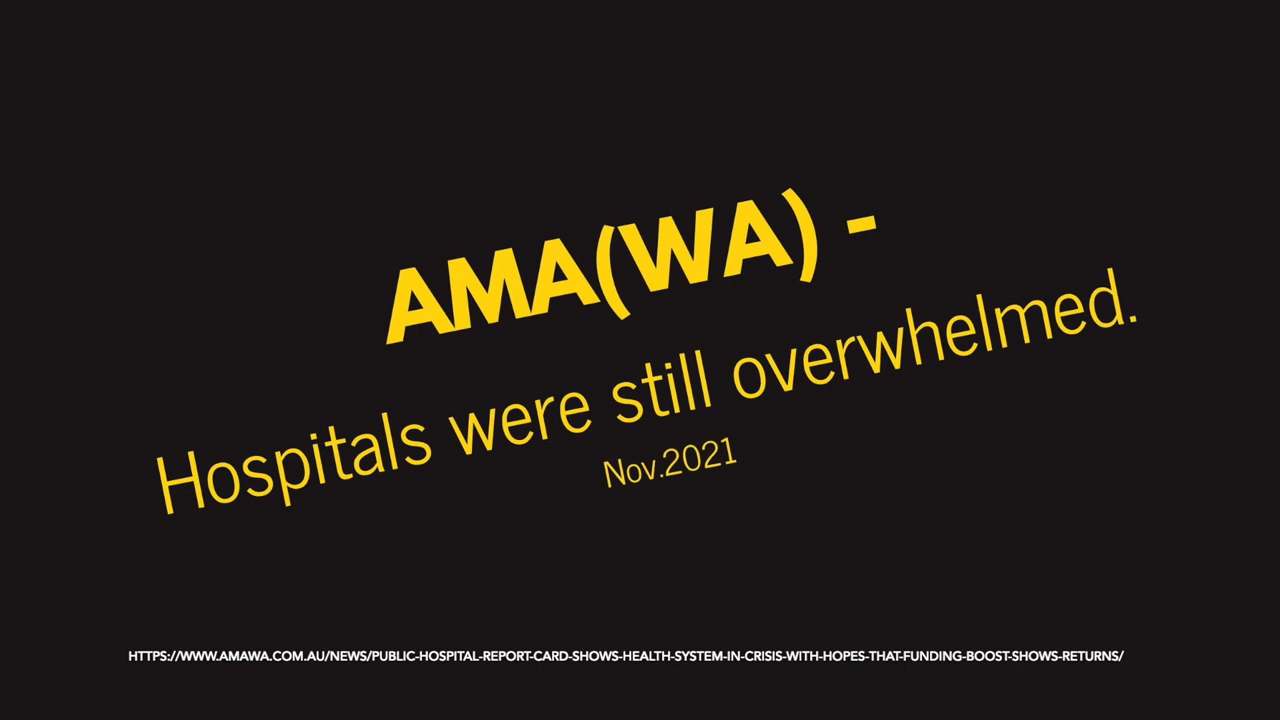 AMA(WA) -
Hospitals were still overwhelmed.
Nov.2021
HTTPS://WWW.AMAWA.COM.AU/NEWS/PUBLIC-HOSPITAL-REPORT-CARD-SHOWS-HEALTH-SYSTEM-IN-CRISIS-WITH-HOPES-THAT-FUNDING-BOOST-SHOWS-RETURNS/